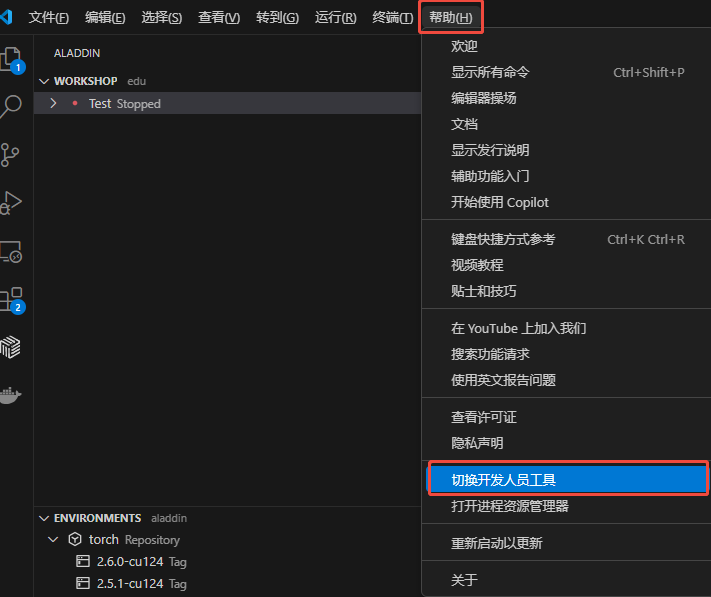 文件(F) 编辑(E) 选择(S) 查看(V) 转到(G) 运行(R) 终端(T) 帮助(H)
ALADDIN
WORKSHOP edu
Test Stopped
1
2
ENVIRONMENTS aladdin
torch Repository
2.6.0-cu124 Tag
2.5.1-cu124 Tag
欢迎
显示所有命令 Ctrl+Shift+P
编辑器操场
文档
显示发行说明
辅助功能入门
开始使用 Copilot
键盘快捷方式参考 Ctrl+K Ctrl+R
视频教程
贴士和技巧
在 YouTube 上加入我们
搜索功能请求
使用英文报告问题
查看许可证
隐私声明
切换开发人员工具
打开进程资源管理器
重新启动以更新
关于